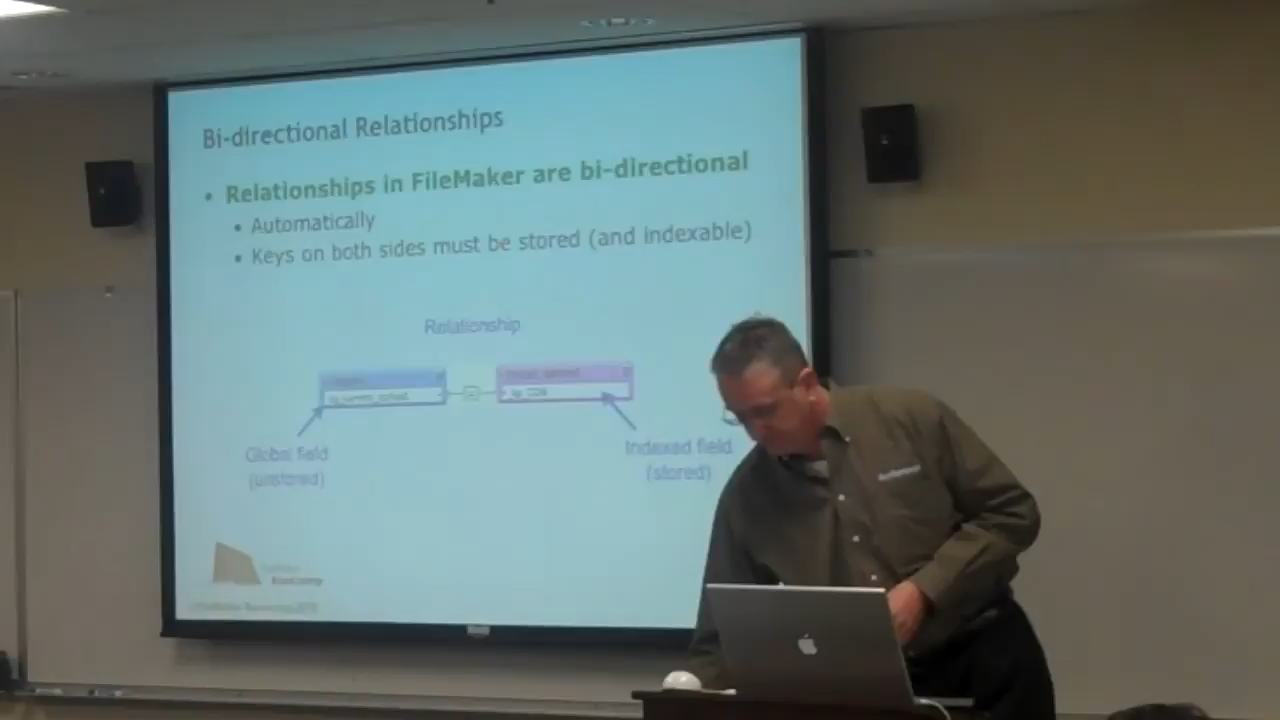 Bi-directional Relationships
• Relationships in FileMaker are bi-directional
• Automatically
• Keys on both sides must be stored (and indexable)
Relationship
Global field
(unstored)
Indexed field
(stored)
Bootcamp